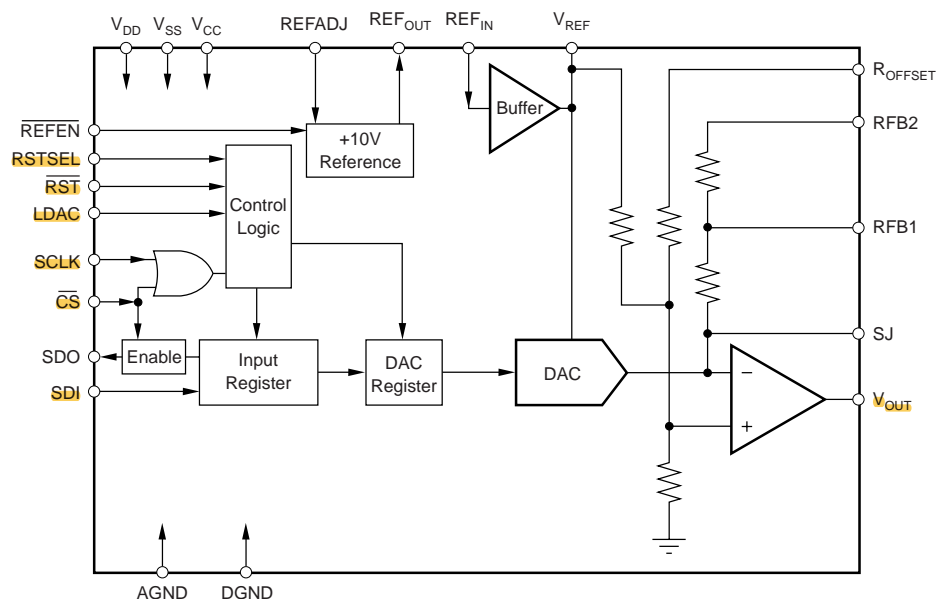 VDD VSS VCC REFADJ REFOUT REFIN VREF
ROFFSET
Buffer
RFB2
REFEN
+10V
Reference
RSTSEL
RST
Control
Logic
LDAC
RFB1
SCLK
CS
SJ
SDO
Enable
Input
Register
DAC
Register
DAC
−
SDI
VOUT
+
AGND DGND